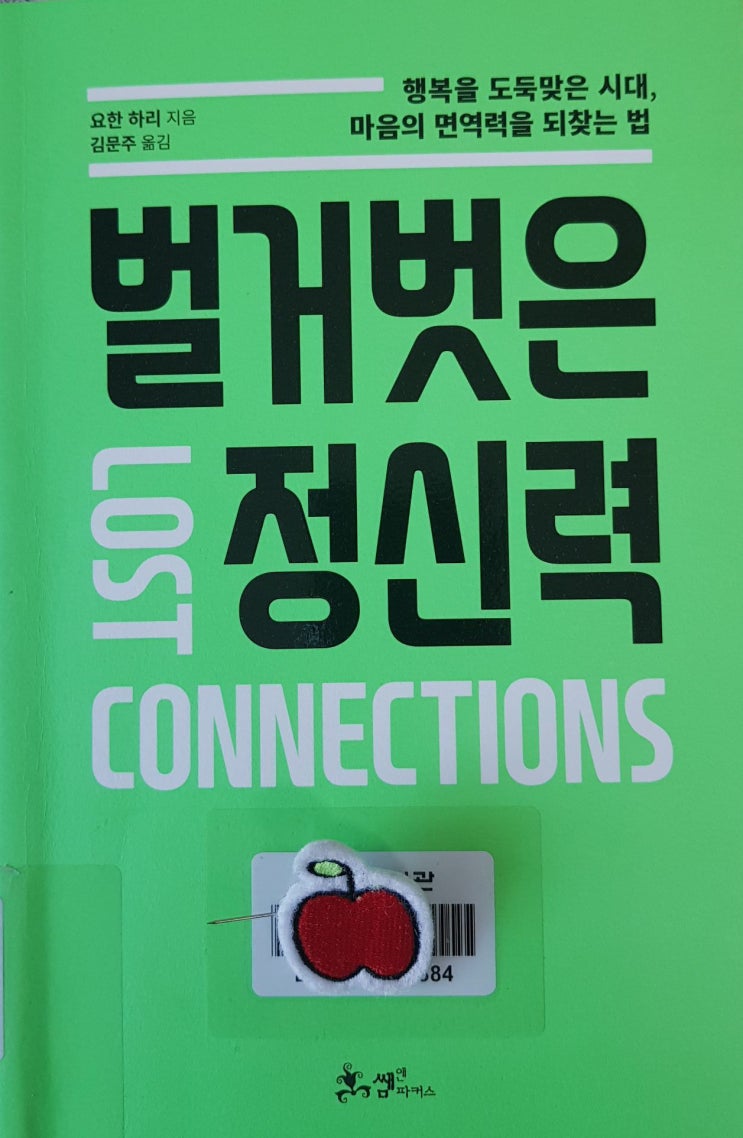 행복을 도둑맞은 시대,
마음의 면역력을 되찾는 법
요한 하리 지음
김문주 옮김
벌거벗은
정신력
LOST
CONNECTIONS
관
684
쌤앤파커스